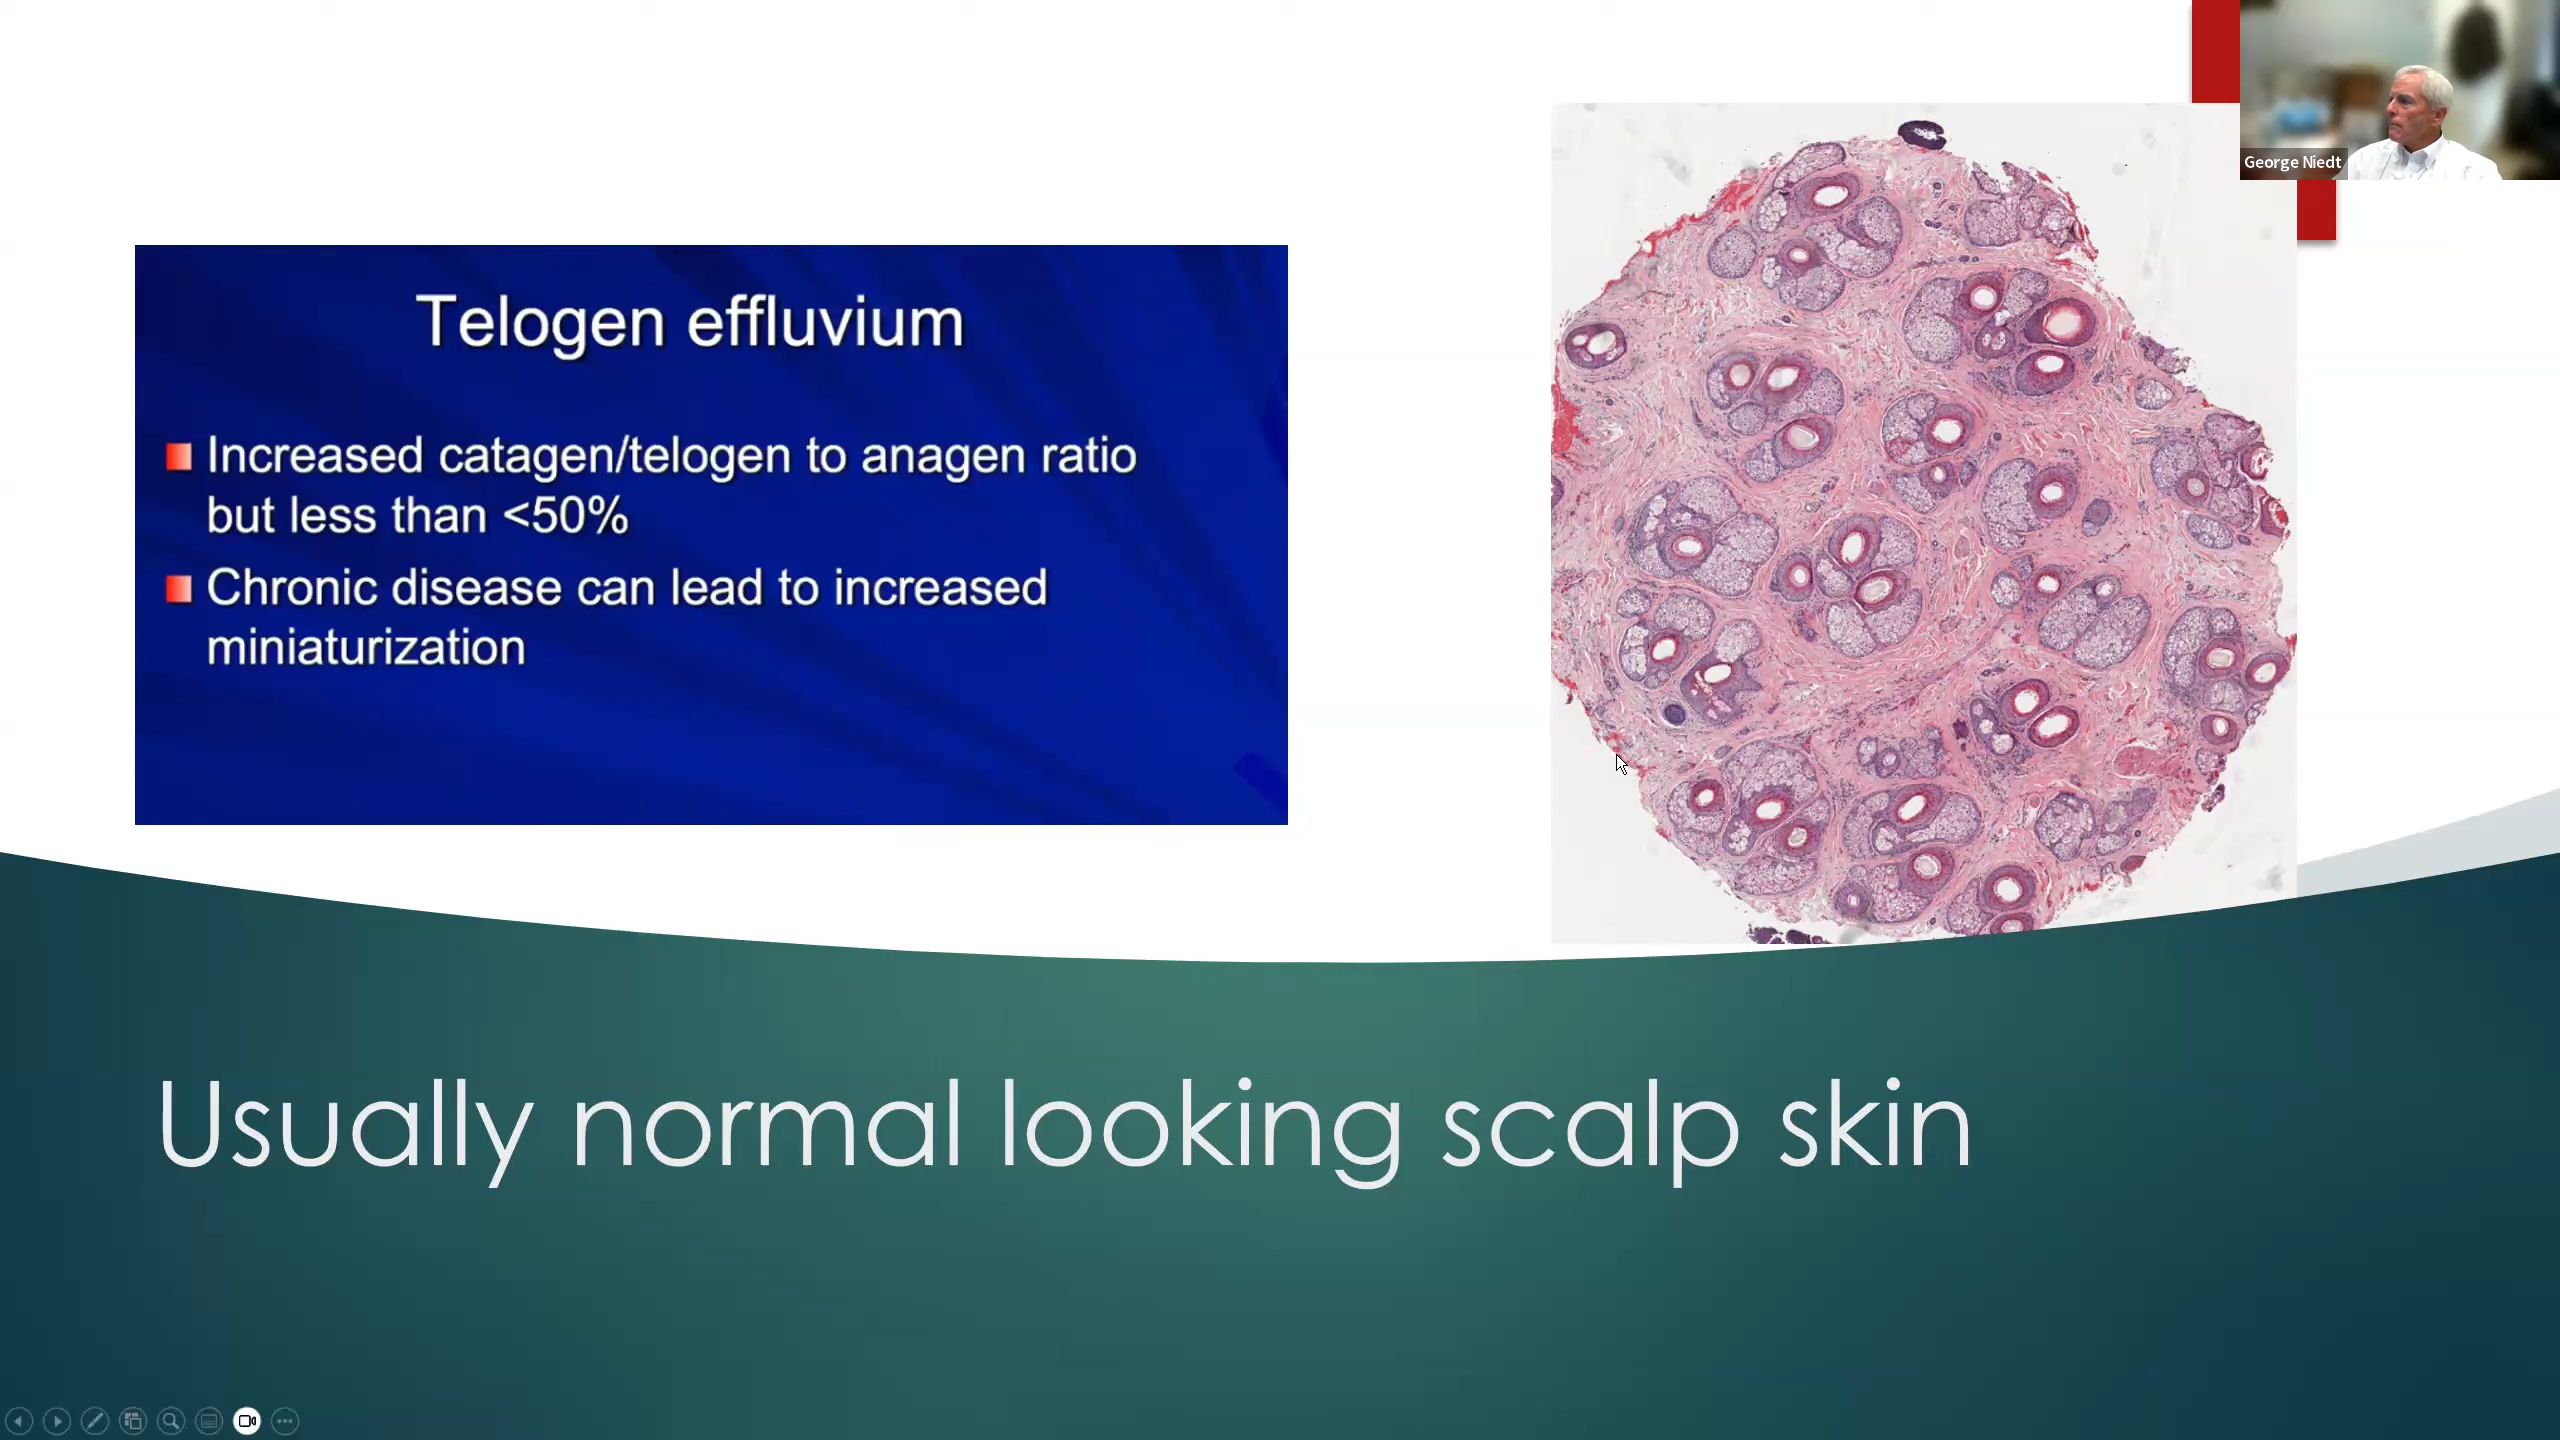 George Niedt
Telogen effluvium
Increased catagen/telogen to anagen ratio
but less than <50%
Chronic disease can lead to increased
miniaturization
Usually normal looking scalp skin